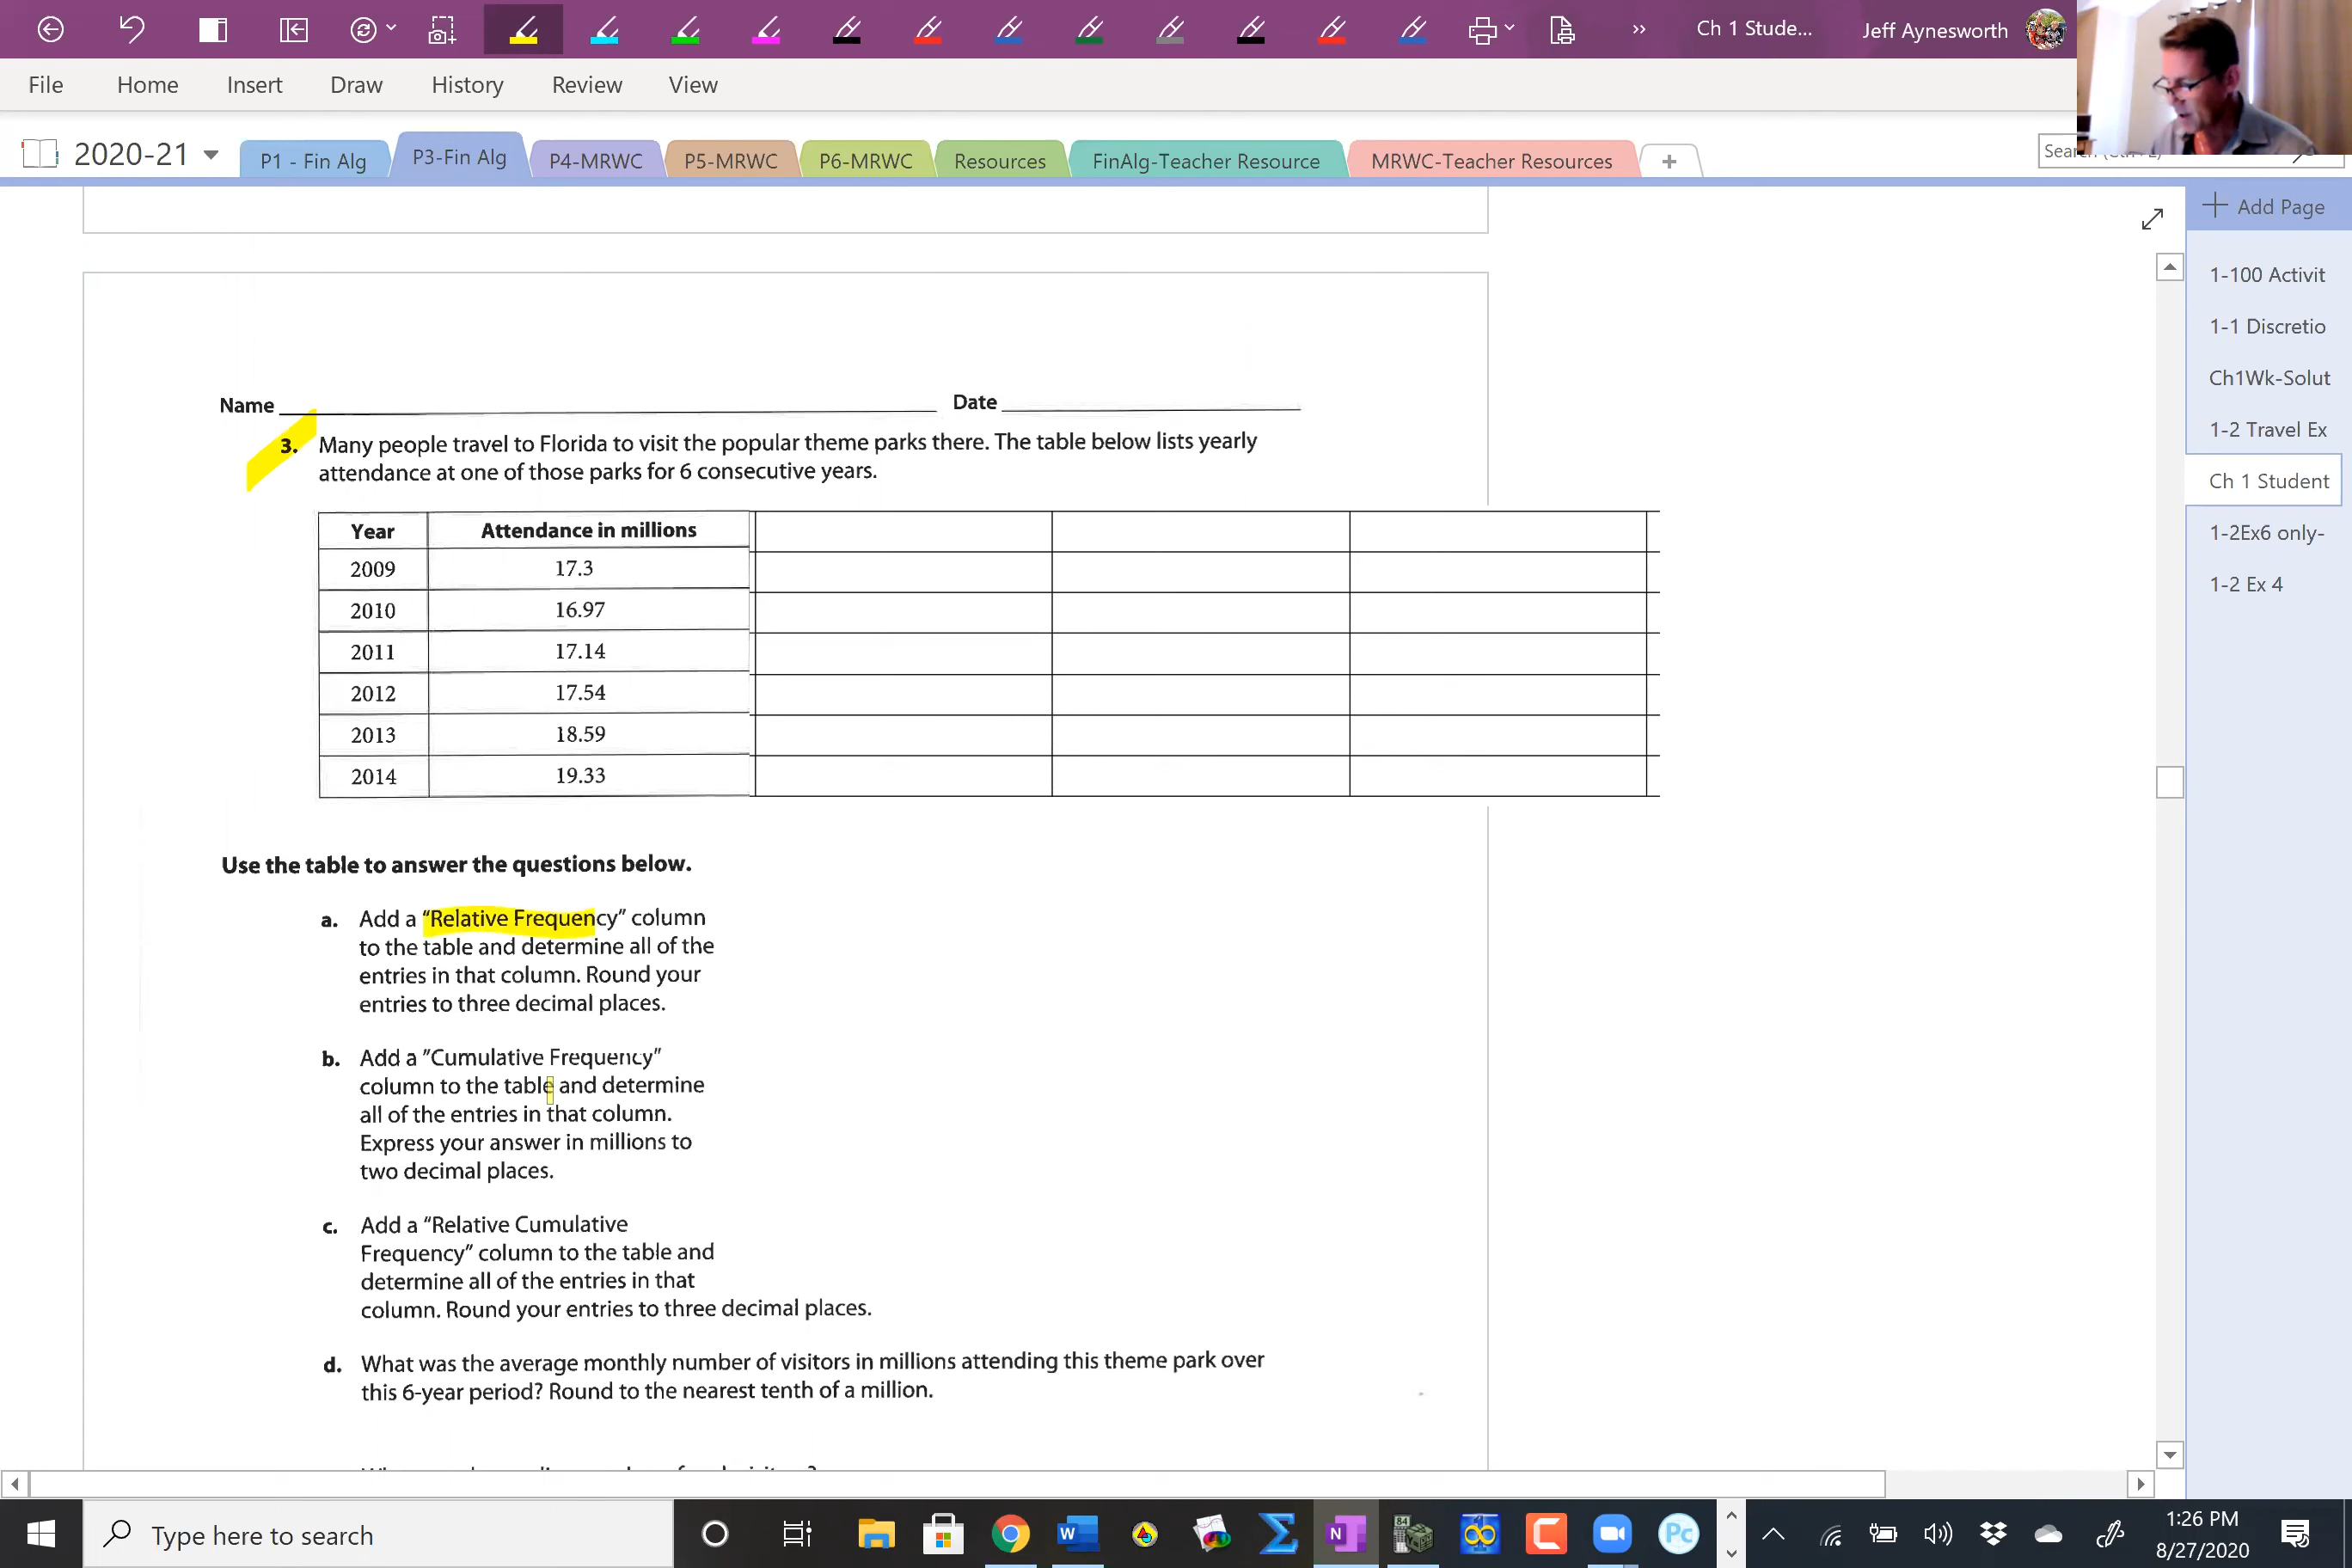 Ch 1 Stude...
Jeff Aynesworth
File Home Insert Draw History Review View
2020-21
P1 - Fin Alg
P3-Fin Alg
P4-MRWC
P5-MRWC
P6-MRWC
Resources
FinAlg-Teacher Resource
MRWC-Teacher Resources
+
Add Page
1-100 Activit
1-1 Discretio
Ch1Wk-Solut
1-2 Travel Ex
Ch 1 Student
1-2Ex6 only-
1-2 Ex 4
Name Date
3. Many people travel to Florida to visit the popular theme parks there. The table below lists yearly
attendance at one of those parks for 6 consecutive years.
Year Attendance in millions
2009 17.3
2010 16.97
2011 17.14
2012 17.54
2013 18.59
2014 19.33
Use the table to answer the questions below.
a. Add a “Relative Frequency” column
to the table and determine all of the
entries in that column. Round your
entries to three decimal places.
b. Add a ”Cumulative Frequency”
column to the table and determine
all of the entries in that column.
Express your answer in millions to
two decimal places.
c. Add a “Relative Cumulative
Frequency” column to the table and
determine all of the entries in that
column. Round your entries to three decimal places.
d. What was the average monthly number of visitors in millions attending this theme park over
this 6-year period? Round to the nearest tenth of a million.
Type here to search
W
N
84
C
Pc
1:26 PM
8/27/2020